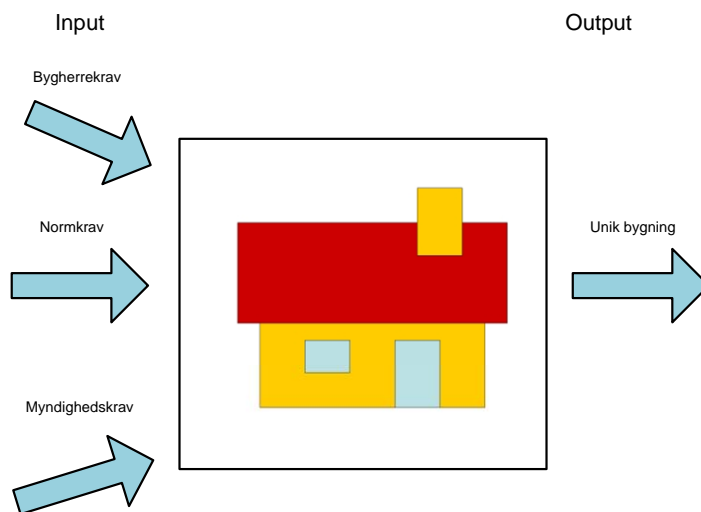 Input
Output
Bygherrekrav
Normkrav
Unik bygning
Myndighedskrav